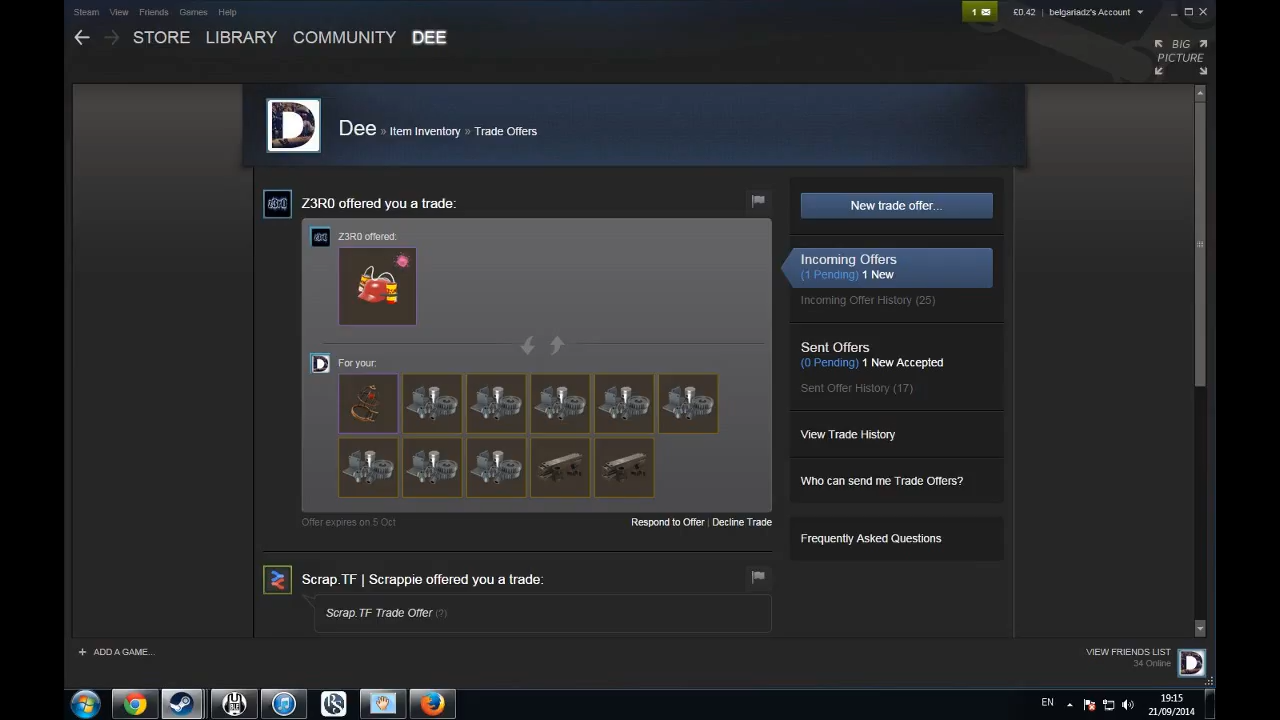 Steam View Friends Games Help
1 £0.42 | belgariadz's Account
STORE LIBRARY COMMUNITY DEE
BIG PICTURE
Dee » Item Inventory » Trade Offers
Z3R0 offered you a trade:
Z3R0 offered:
For your:
Offer expires on 5 Oct
Respond to Offer | Decline Trade
Scrap.TF | Scrappie offered you a trade:
Scrap.TF Trade Offer (?)
New trade offer...
Incoming Offers
(1 Pending) 1 New
Incoming Offer History (25)
Sent Offers
(0 Pending) 1 New Accepted
Sent Offer History (17)
View Trade History
Who can send me Trade Offers?
Frequently Asked Questions
+ ADD A GAME...
VIEW FRIENDS LIST
34 Online
EN
19:15
21/09/2014